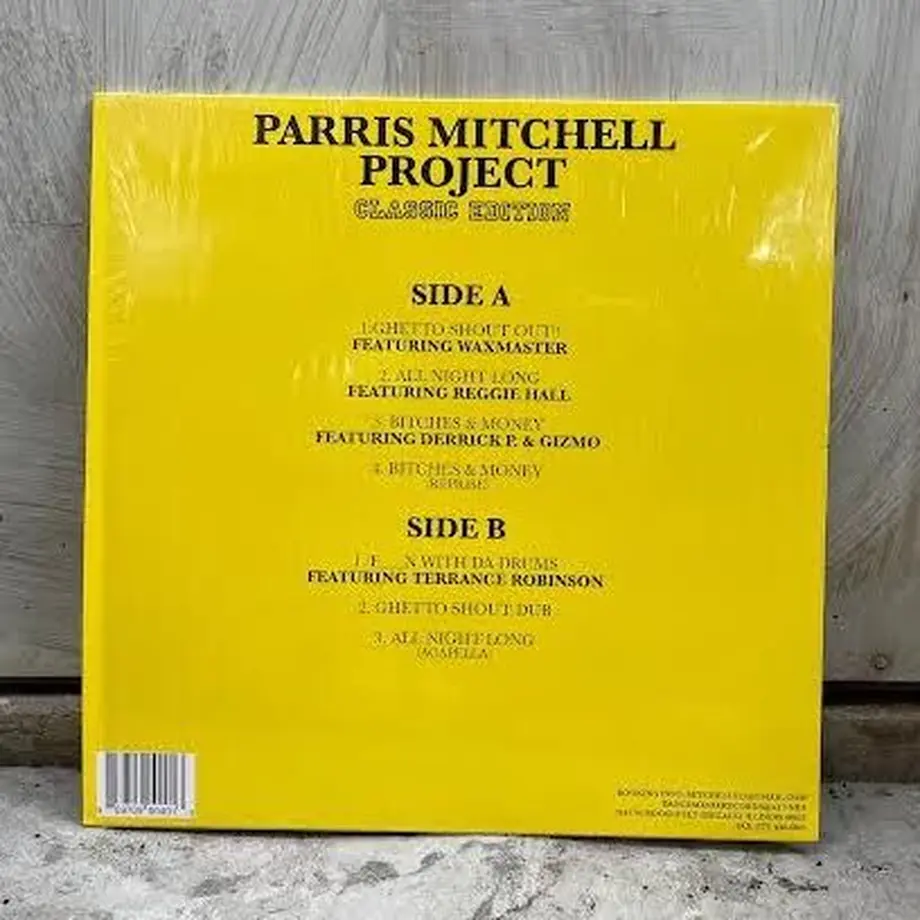 PARRIS MITCHELL
PROJECT
CLASSIC EDITION
SIDE A
1. GHETTO SHOUT OUT!
FEATURING WAXMASTER
2. ALL NIGHT LONG
FEATURING REGGIE HALL
3. BITCHES & MONEY
FEATURING DERRICK P. & GIZMO
4. BITCHES & MONEY
(REPRISE)
SIDE B
1. F N WITH DA DRUMS
FEATURING TERRANCE ROBINSON
2. GHETTO SHOUT DUB
3. ALL NIGHT LONG
(ACAPELLA)